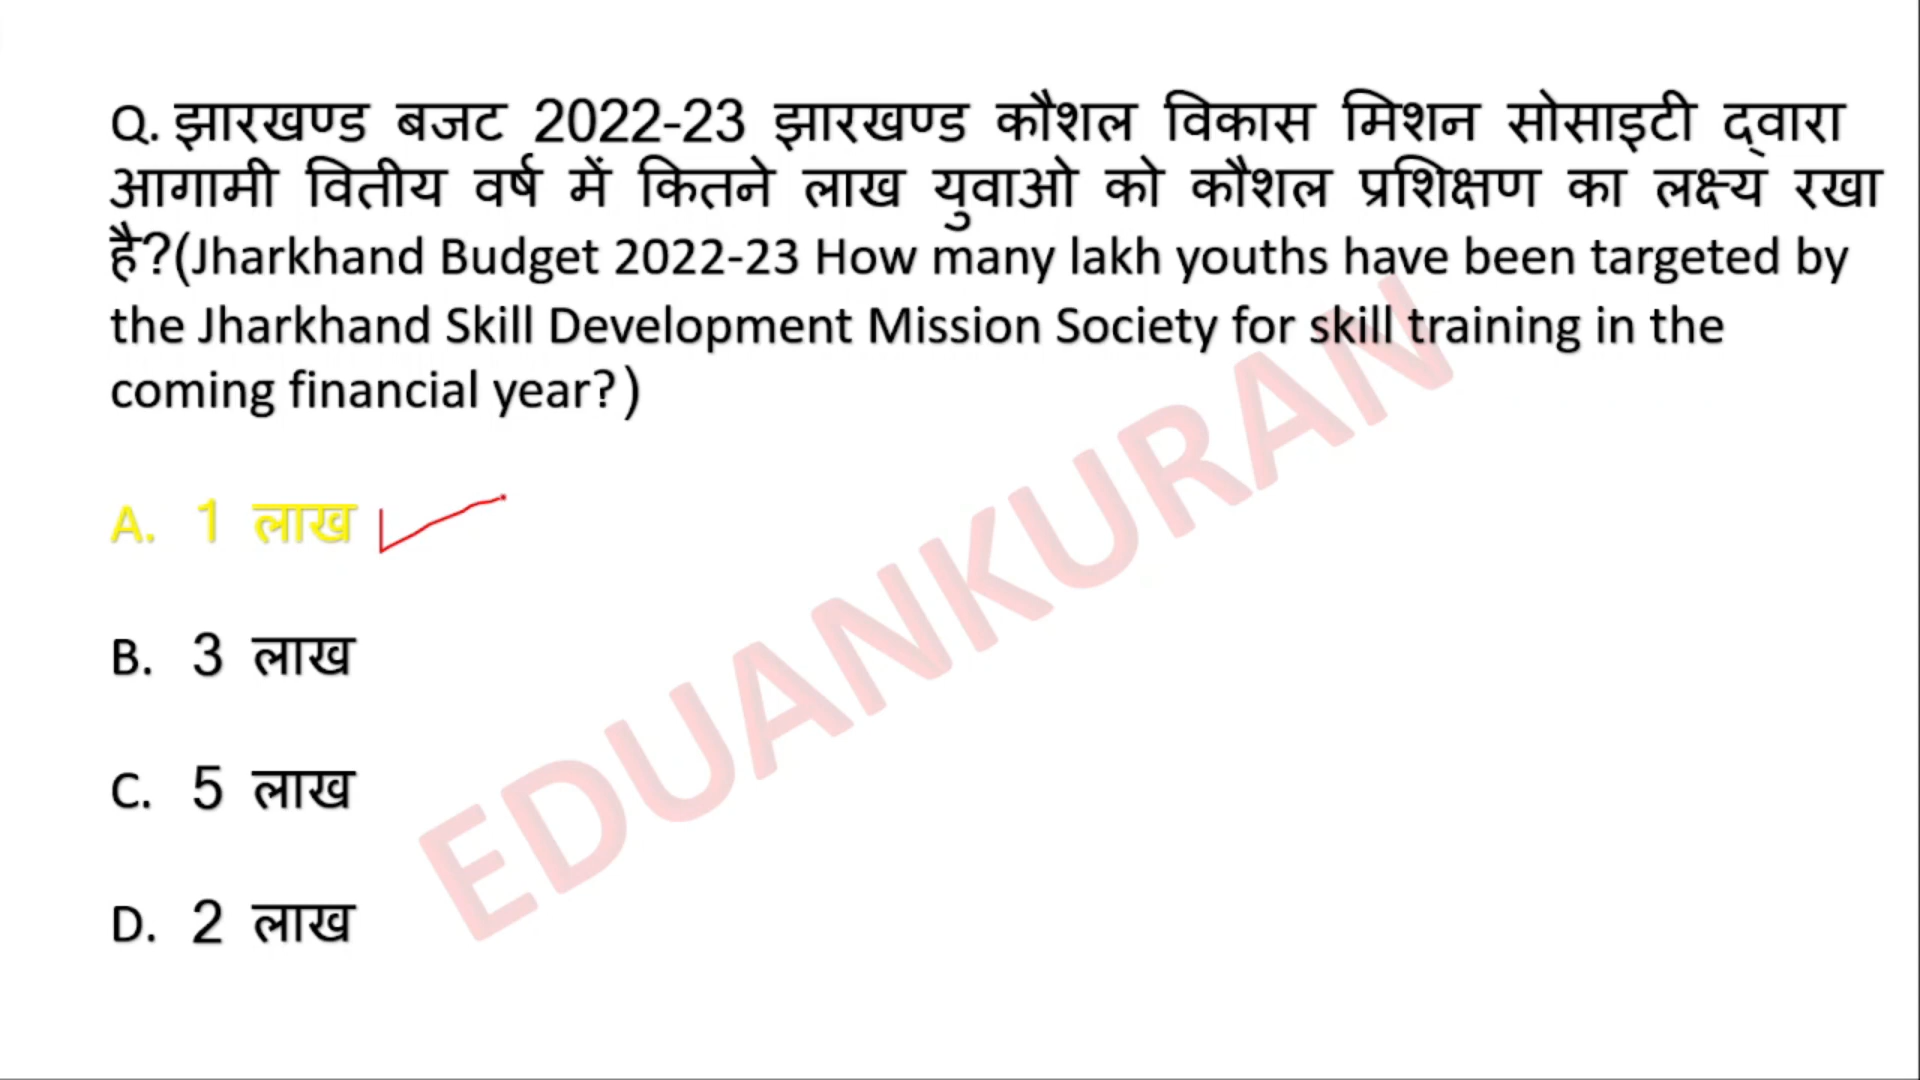 Q. झारखण्ड बजट 2022-23 झारखण्ड कौशल विकास मिशन सोसाइटी द्वारा
आगामी वितीय वर्ष में कितने लाख युवाओ को कौशल प्रशिक्षण का लक्ष्य रखा
है?(Jharkhand Budget 2022-23 How many lakh youths have been targeted by
the Jharkhand Skill Development Mission Society for skill training in the
coming financial year?)
A. 1 लाख
B. 3 लाख
C. 5 लाख
D. 2 लाख
EDUANKURAN